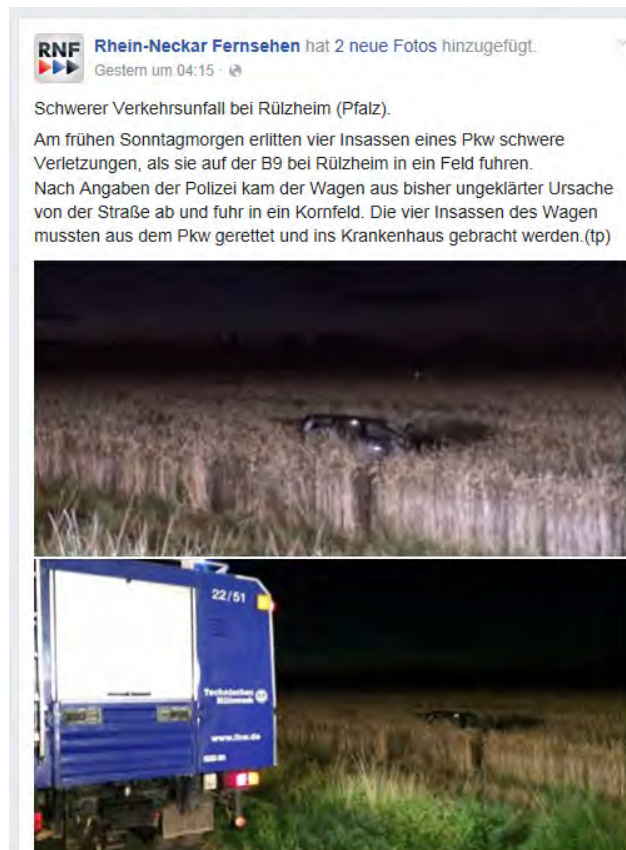 RNF
Rhein-Neckar Fernsehen hat 2 neue Fotos hinzugefügt.
Gestern um 04:15 ·
Schwerer Verkehrsunfall bei Rülzheim (Pfalz).
Am frühen Sonntagmorgen erlitten vier Insassen eines Pkw schwere
Verletzungen, als sie auf der B9 bei Rülzheim in ein Feld fuhren.
Nach Angaben der Polizei kam der Wagen aus bisher ungeklärter Ursache
von der Straße ab und fuhr in ein Kornfeld. Die vier Insassen des Wagen
mussten aus dem Pkw gerettet und ins Krankenhaus gebracht werden.(tp)
22/51
Technisches
Hilfswerk
www.thw.de